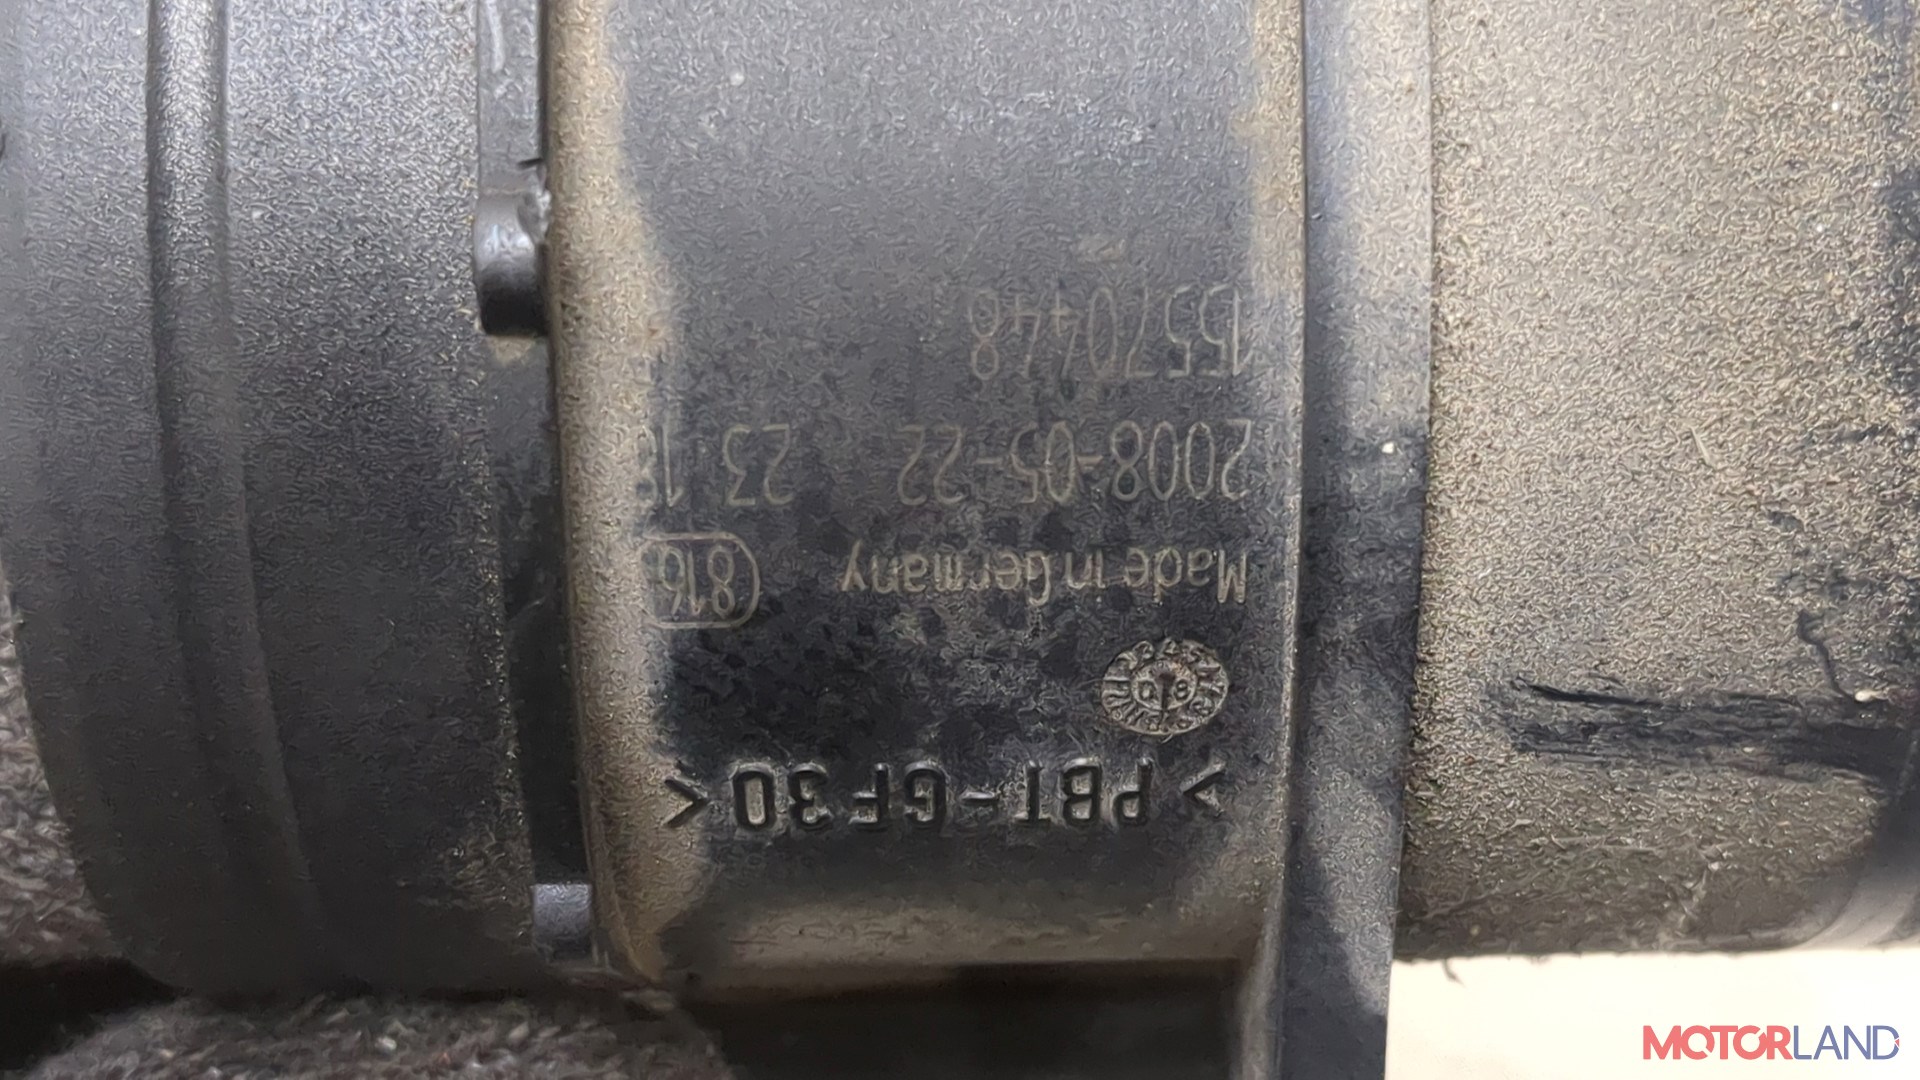 >PBT-GF30<
Made in Germany 816
2008-05-22 23
15570448
MOTORLAND